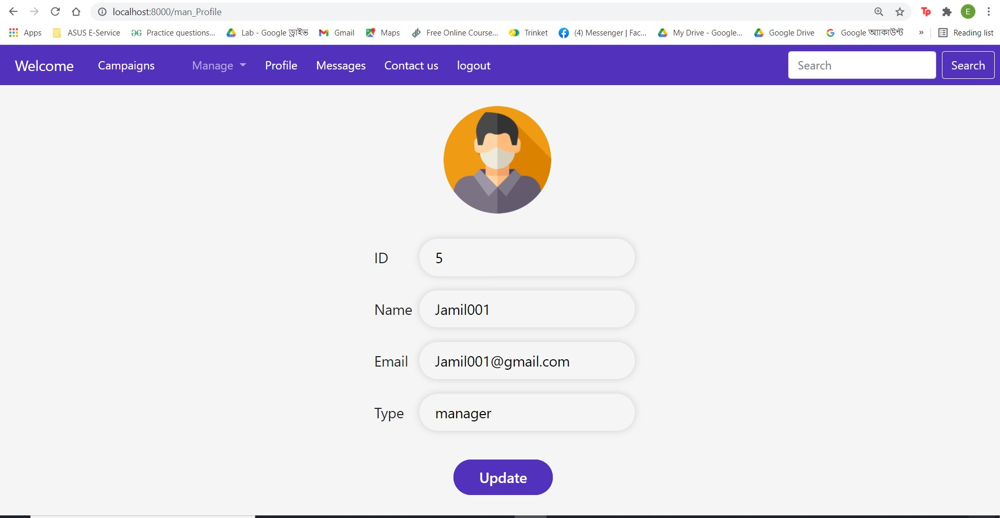 localhost:8000/man_Profile
E
Apps ASUS E-Service Practice questions... Lab - Google ড্রাইভ Gmail Maps Free Online Course... Trinket (4) Messenger | Fac... My Drive - Google... Google Drive Google অ্যাকাউন্ট » Reading list
Welcome Campaigns Manage Profile Messages Contact us logout Search Search
ID 5
Name Jamil001
Email Jamil001@gmail.com
Type manager
Update